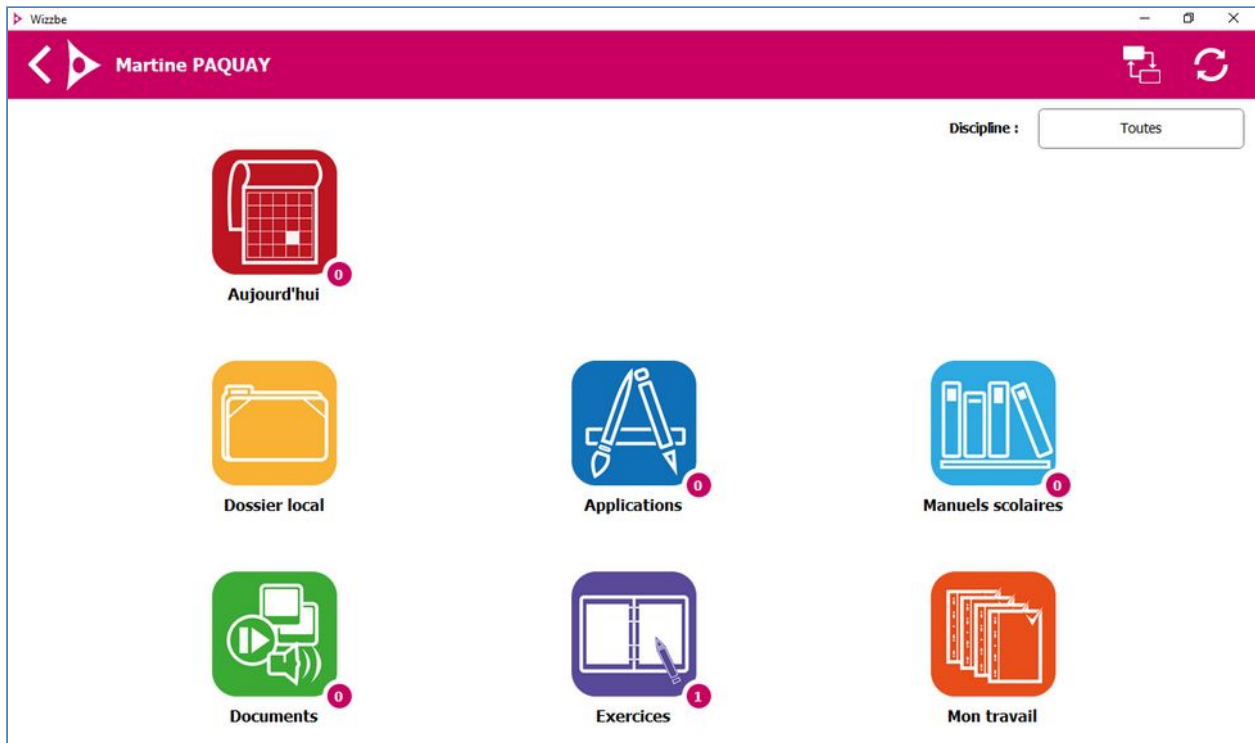 Wizzbe
Martine PAQUAY
Discipline : Toutes
0
Aujourd'hui
Dossier local
0
Applications
0
Manuels scolaires
0
Documents
1
Exercices
Mon travail